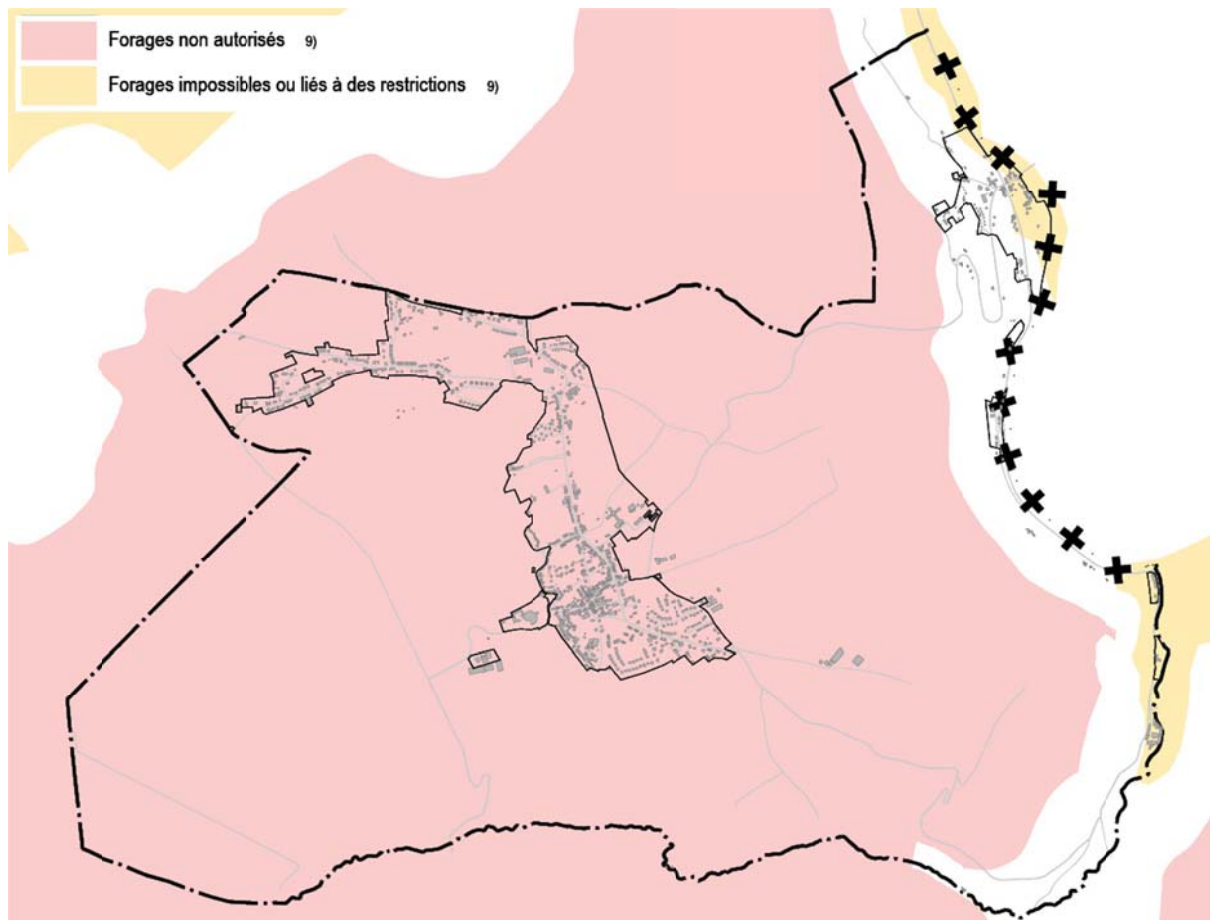 Forages non autorisés 9)
Forages impossibles ou liés à des restrictions 9)